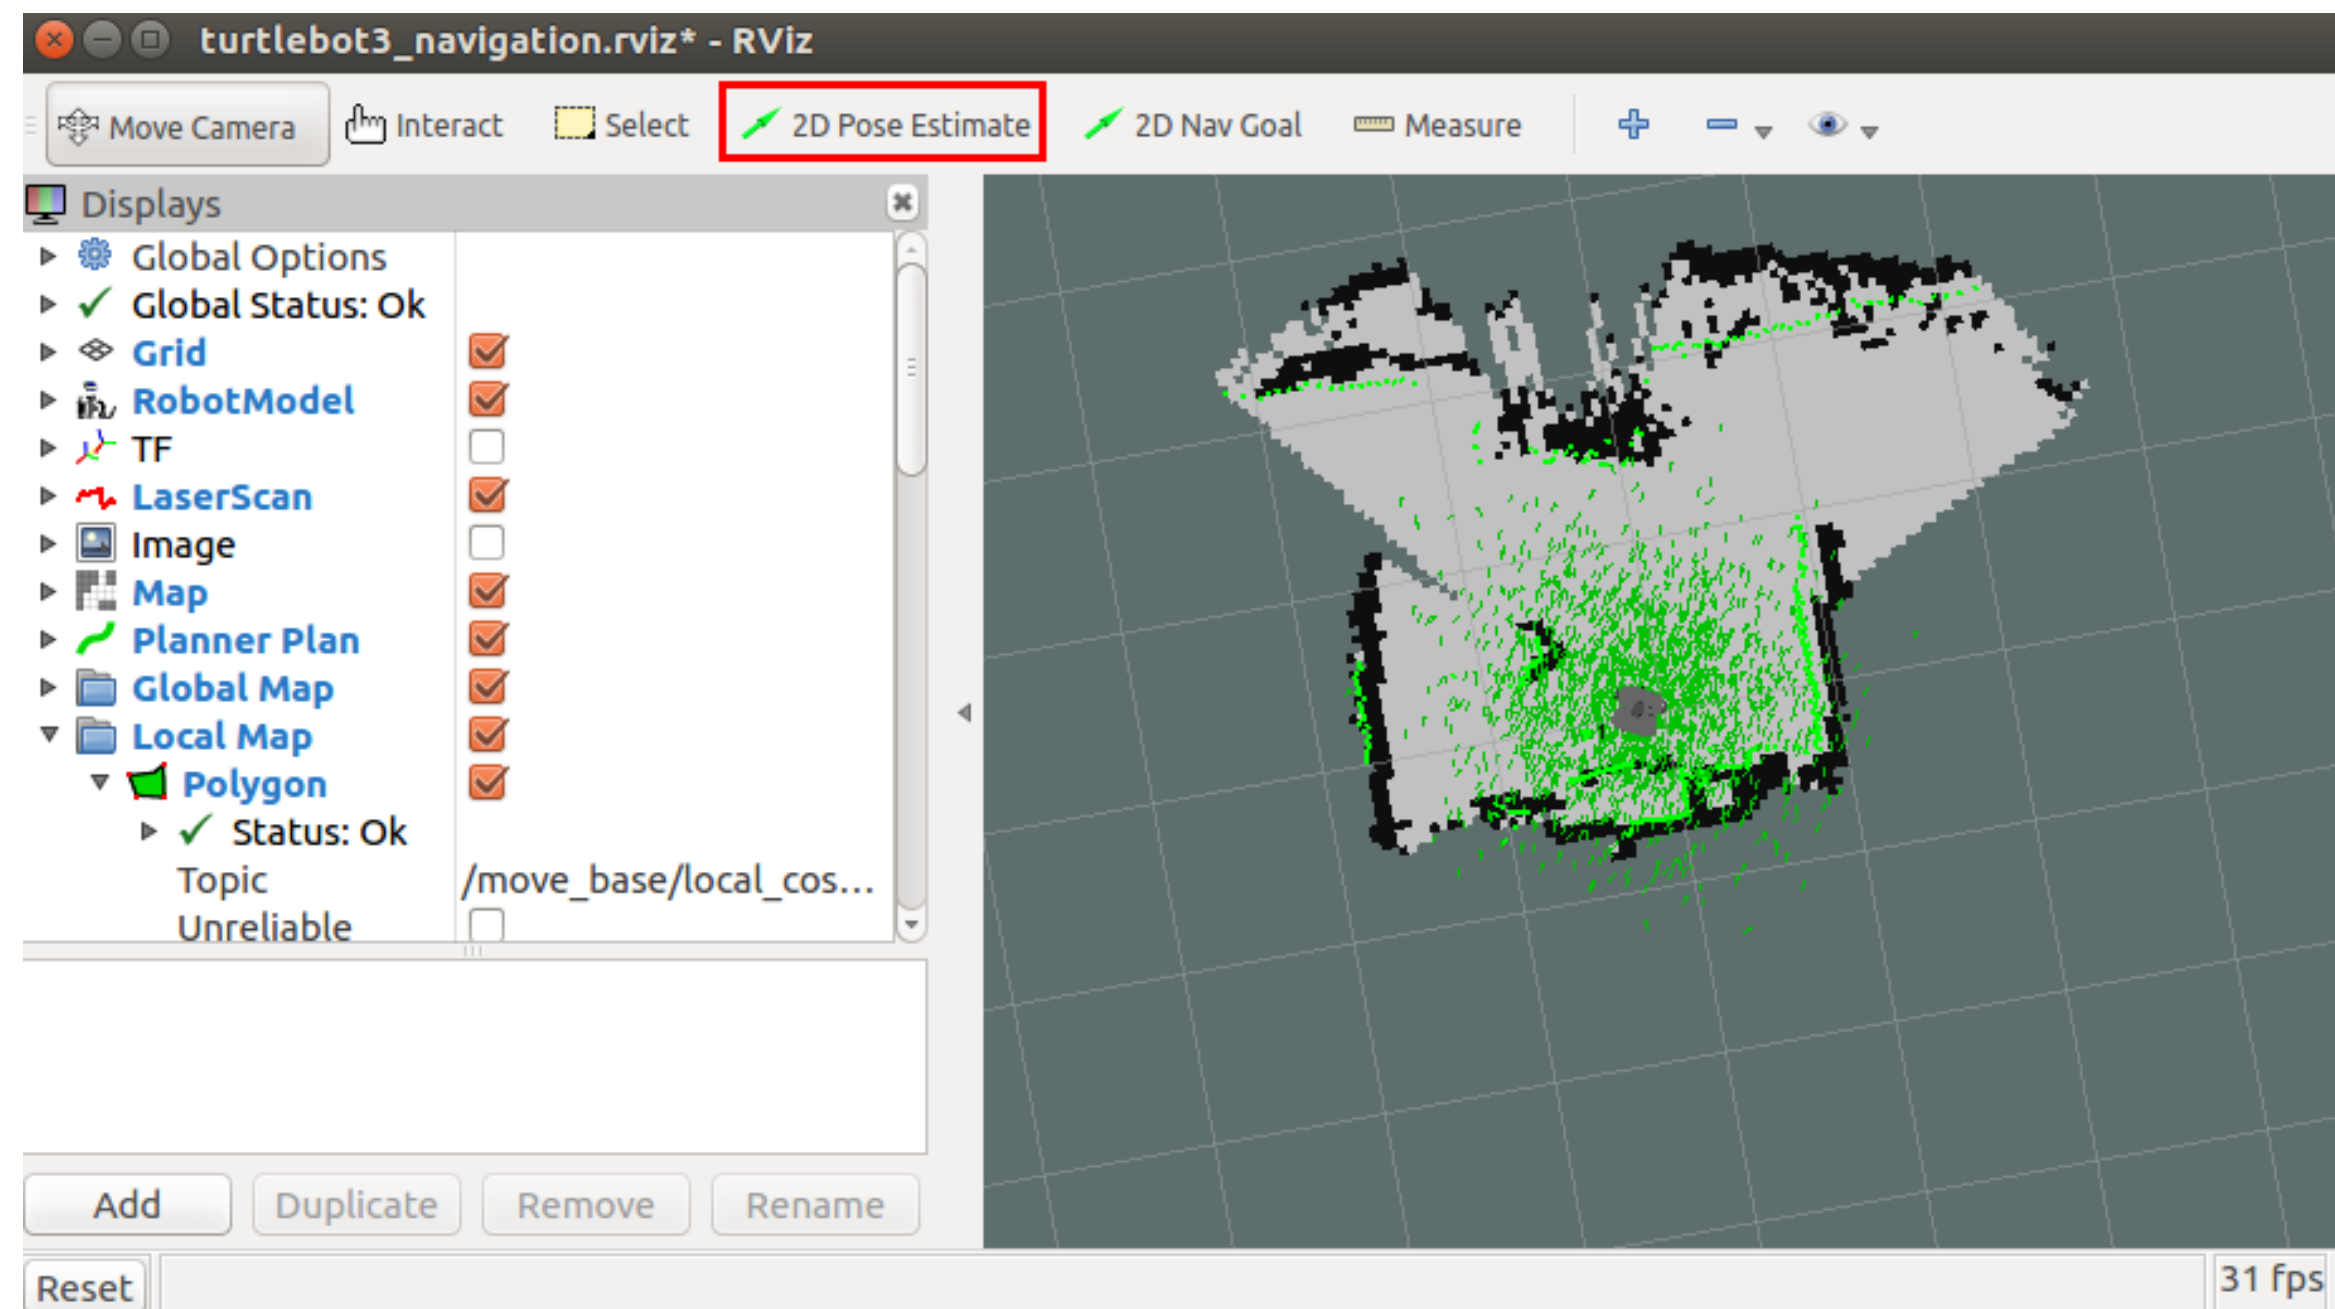 turtlebot3_navigation.rviz* - RViz
Move Camera Interact Select 2D Pose Estimate 2D Nav Goal Measure
Displays
Global Options
Global Status: Ok
Grid
RobotModel
TF
LaserScan
Image
Map
Planner Plan
Global Map
Local Map
Polygon
Status: Ok
Topic /move_base/local_cos...
Unreliable
Add Duplicate Remove Rename
Reset 31 fps